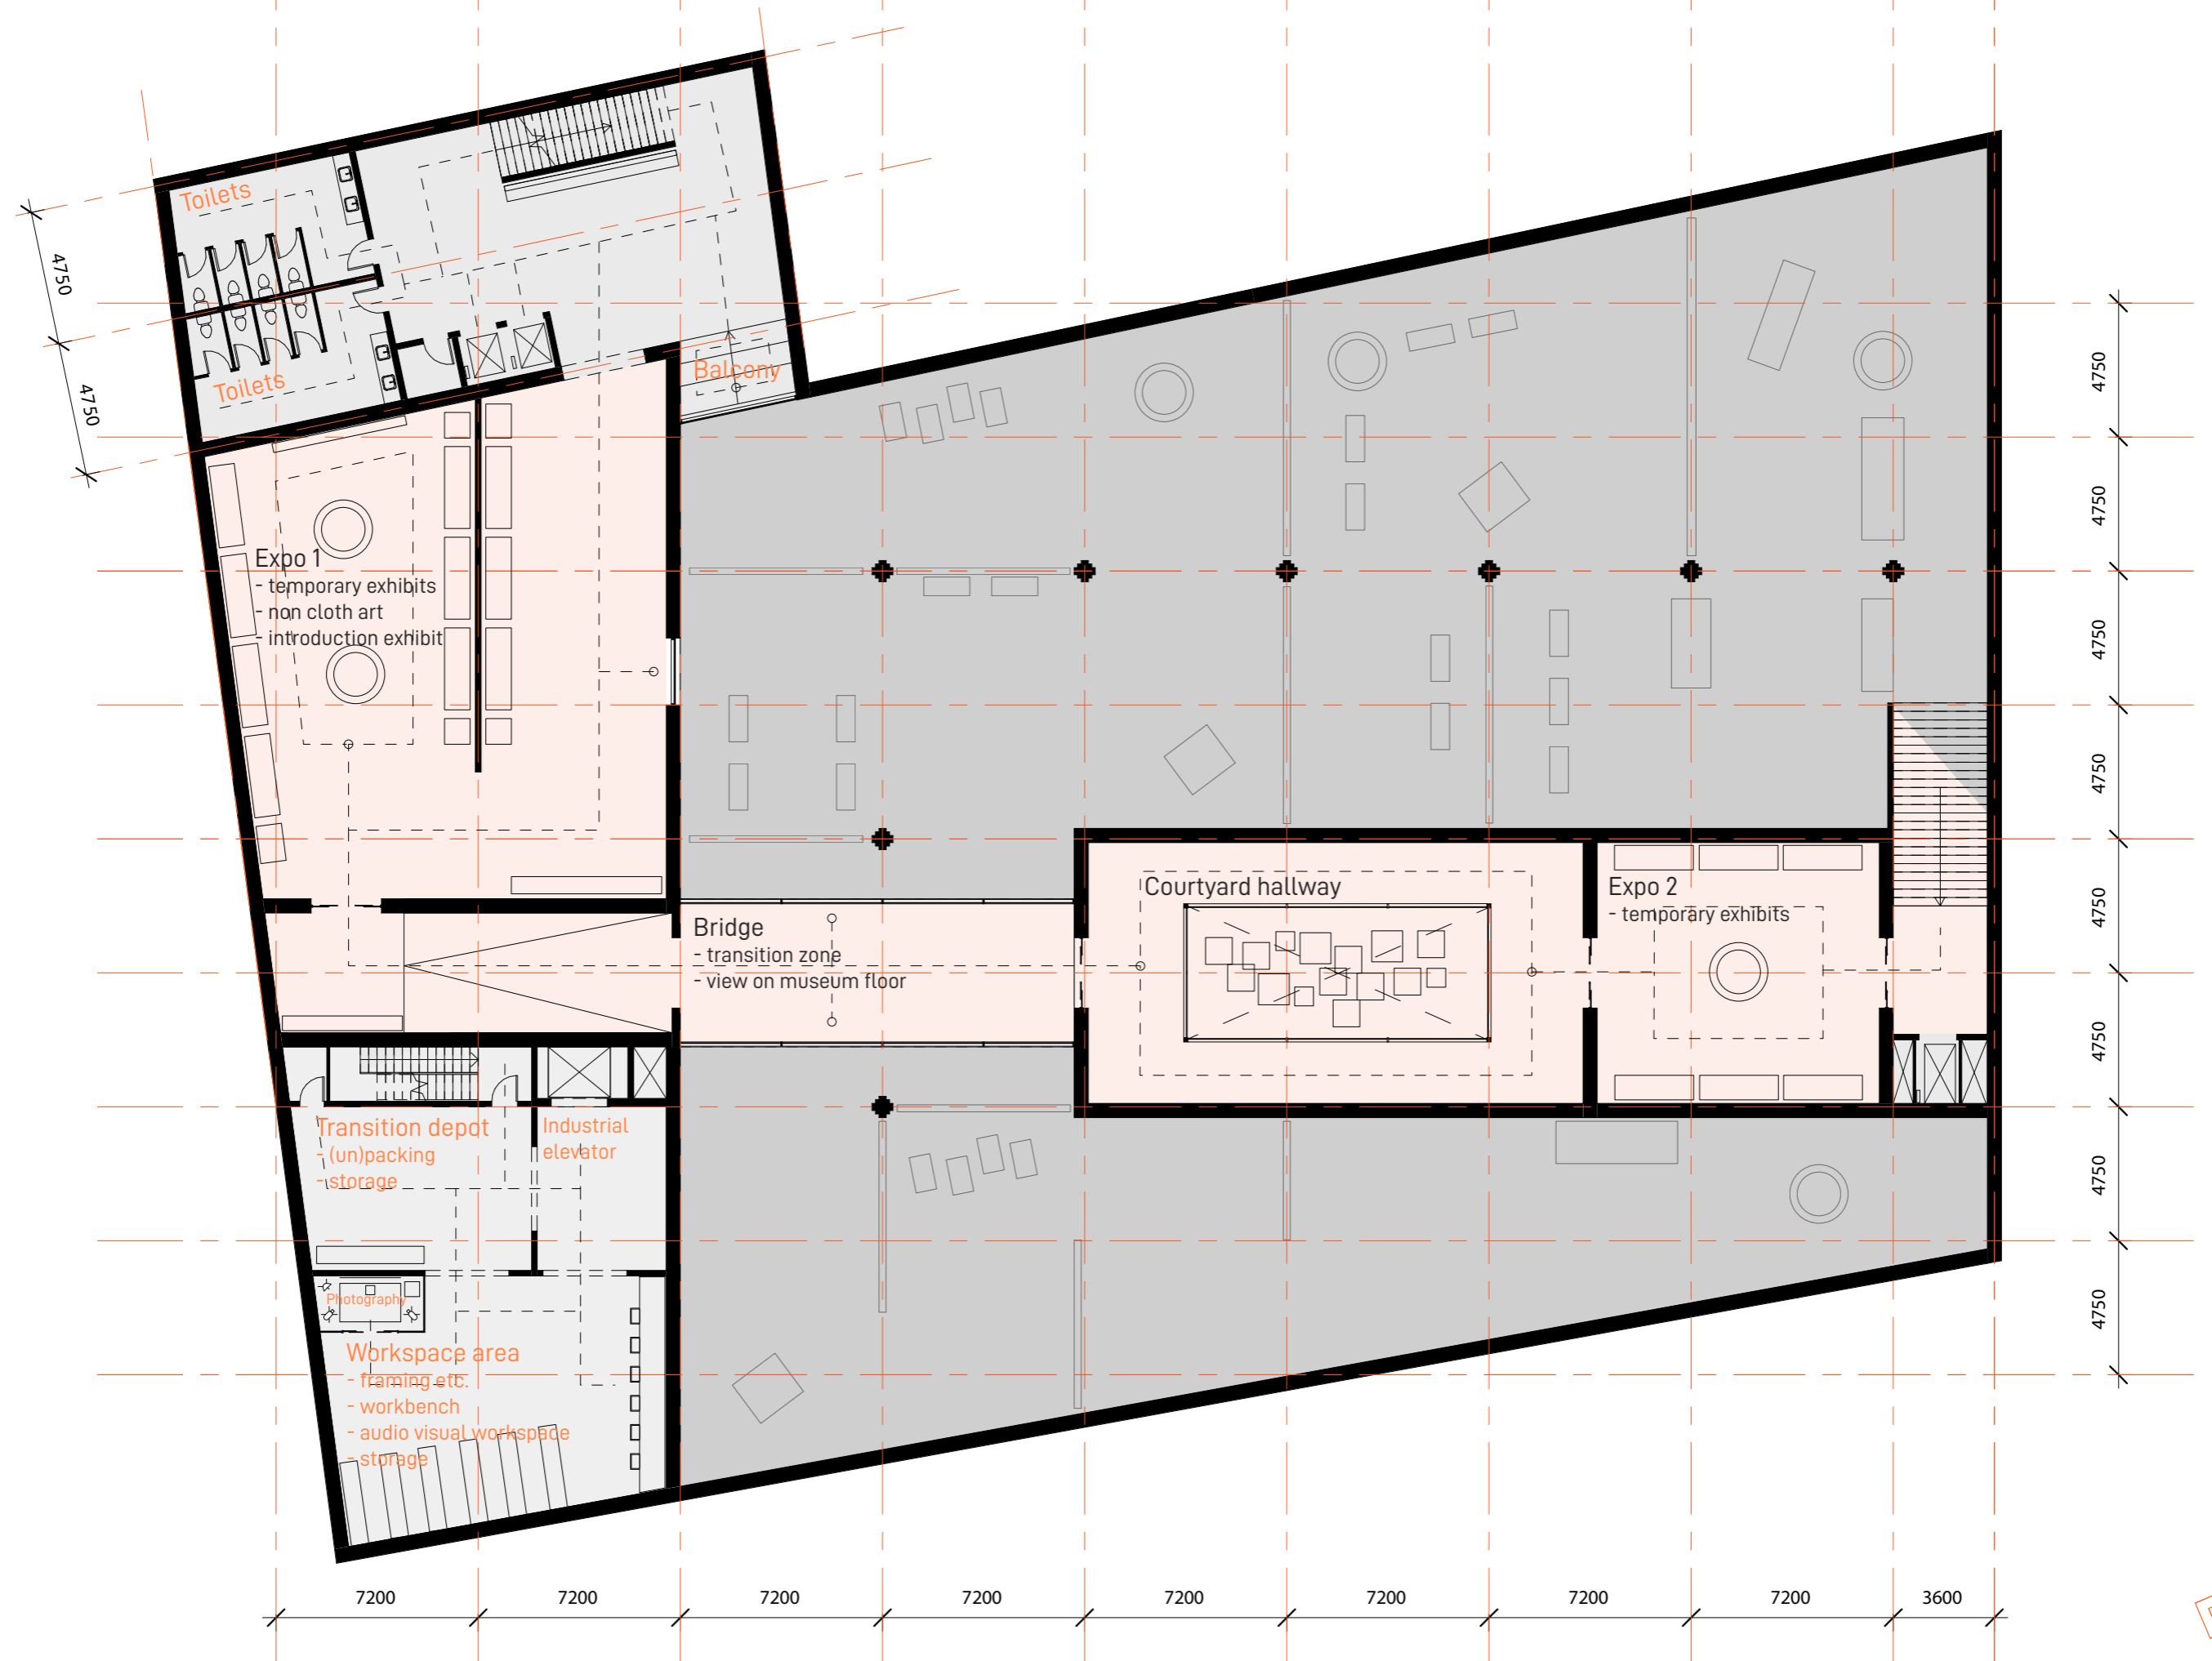 Toilets
Toilets
4750
4750
Balcony
Expo 1
- temporary exhibits
- non cloth art
- introduction exhibit
Bridge
- transition zone
- view on museum floor
Courtyard hallway
Expo 2
- temporary exhibits
Transition depot
- (un)packing
- storage
Industrial
elevator
Photography
Workspace area
- framing etc.
- workbench
- audio visual workspace
- storage
4750
4750
4750
4750
4750
4750
4750
4750
7200
7200
7200
7200
7200
7200
7200
7200
3600